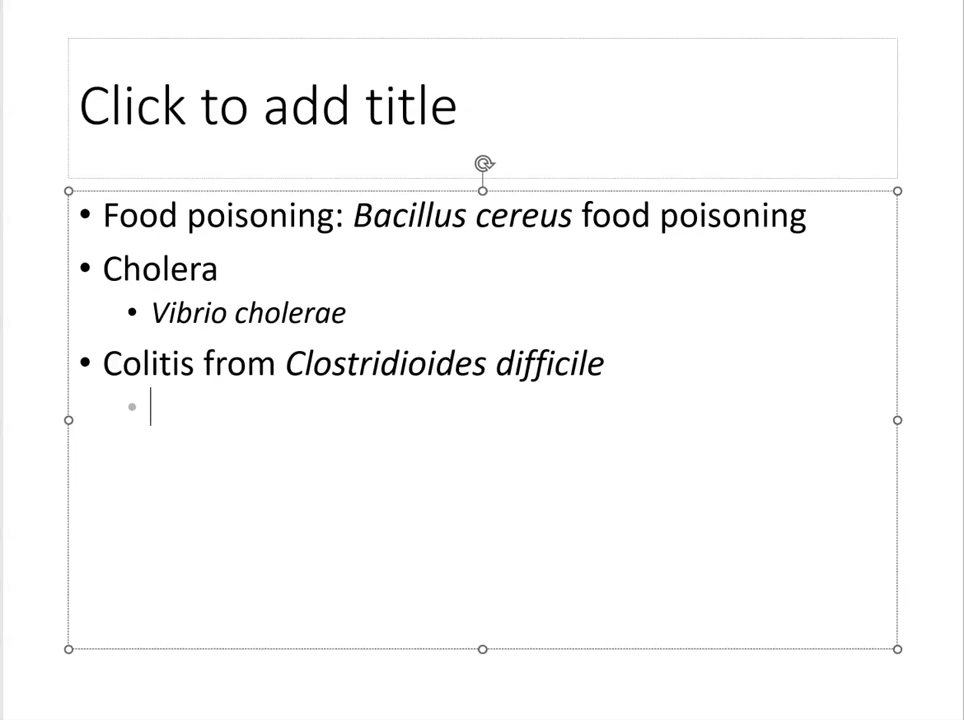 Click to add title
• Food poisoning: Bacillus cereus food poisoning
• Cholera
• Vibrio cholerae
• Colitis from Clostridioides difficile
•